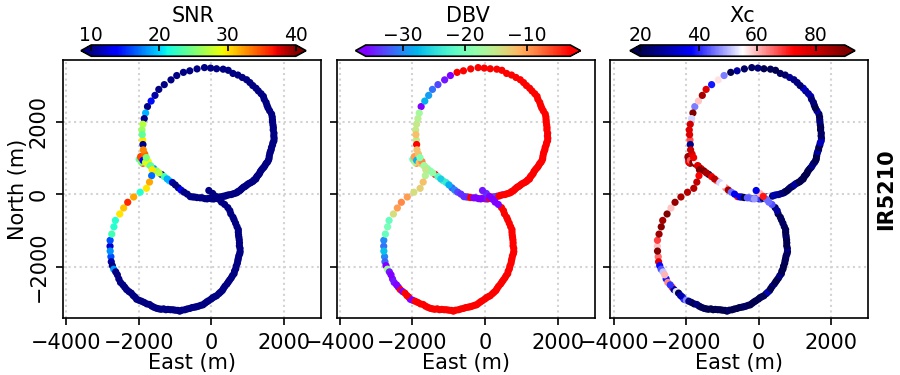 SNR DBV Xc
10 20 30 40 −30 −20 −10 20 40 60 80
2000
0
−2000
North (m)
IR5210
−4000 −2000 0 2000 −4000 −2000 0 2000 −4000 −2000 0 2000
East (m) East (m) East (m)